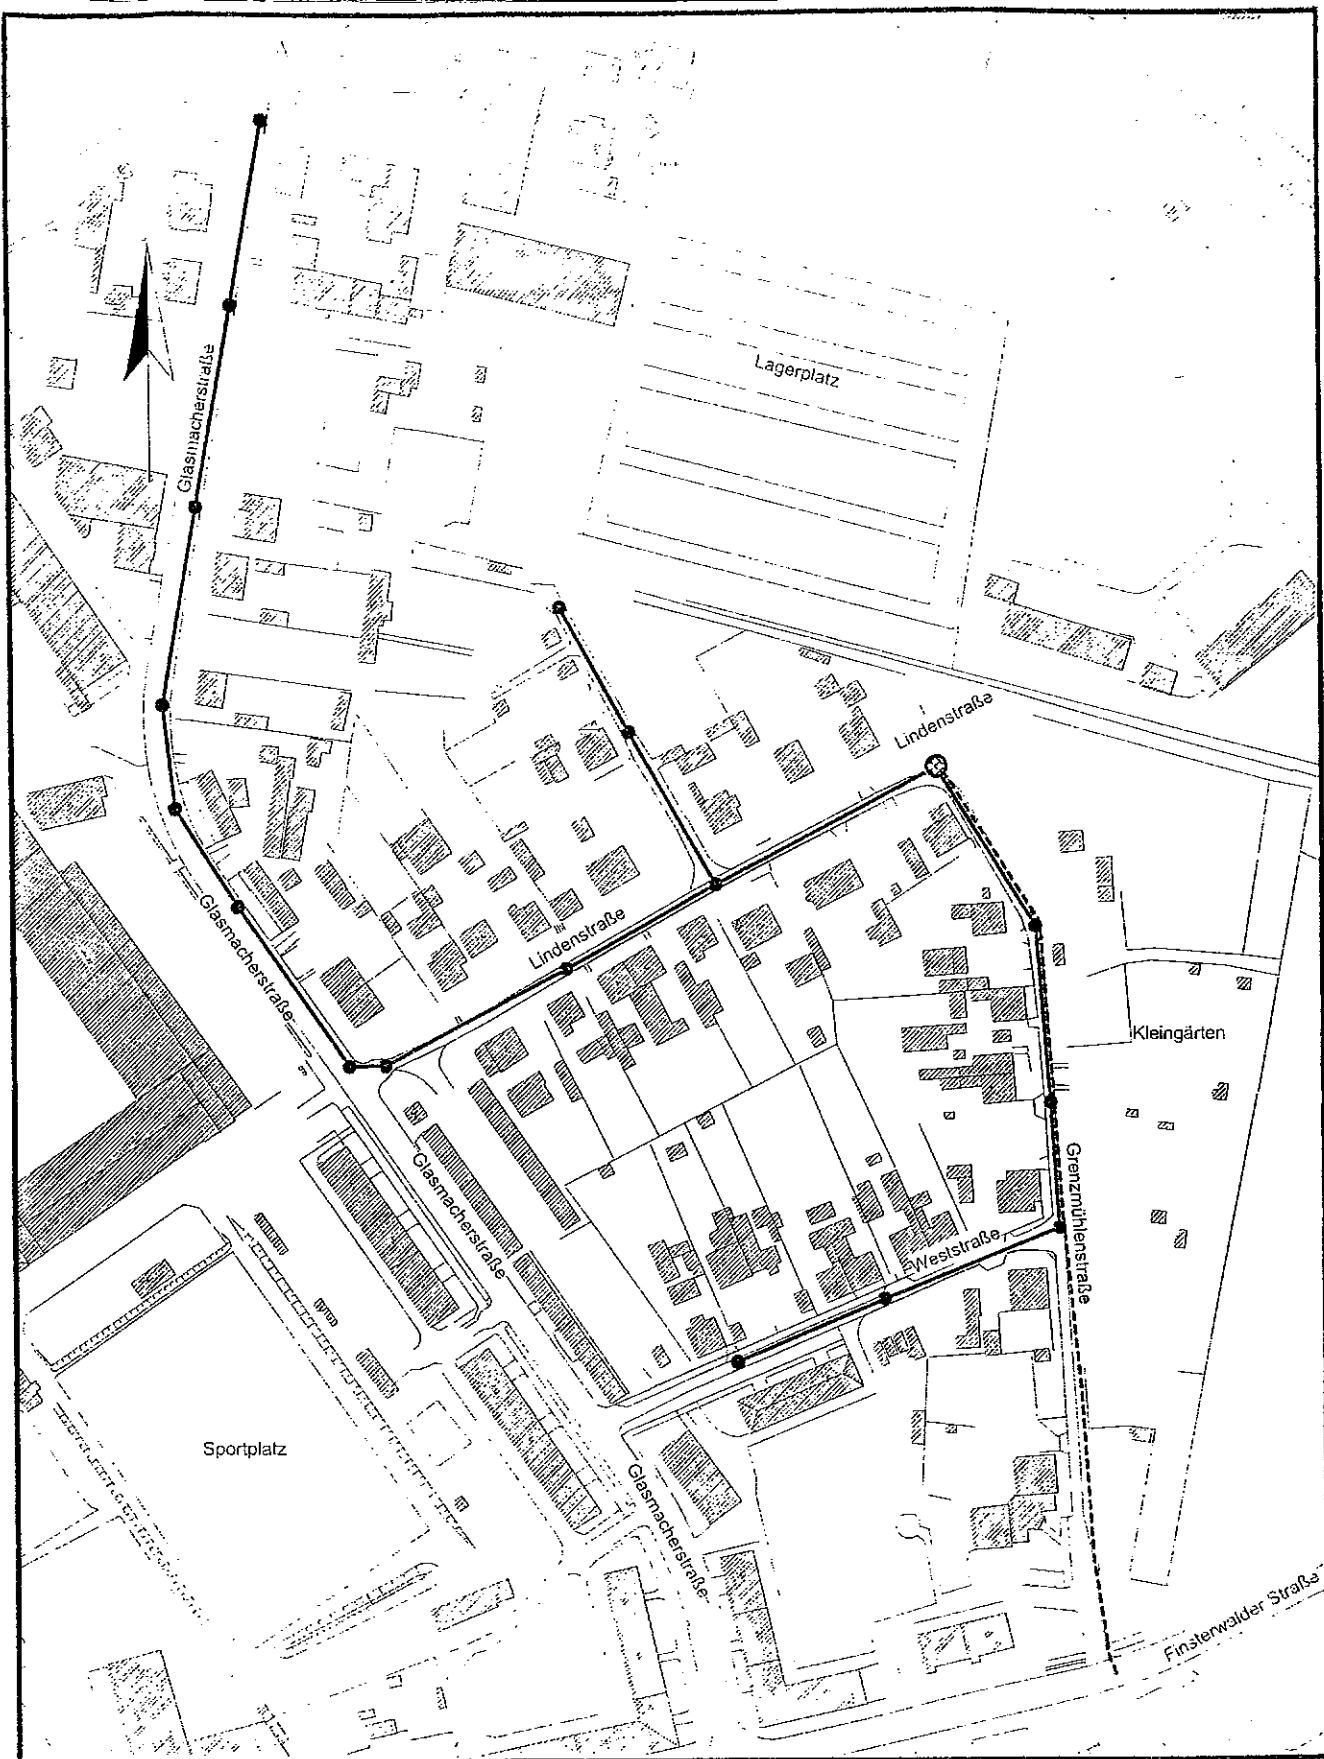 Lagerplatz
Glasmacherstraße
Lindenstraße
Glasmacherstraße
Lindenstraße
Kleingärten
Glasmacherstraße
Grenzmühlenstraße
Weststraße
Sportplatz
Glasmacherstraße
Finsterwalder Straße